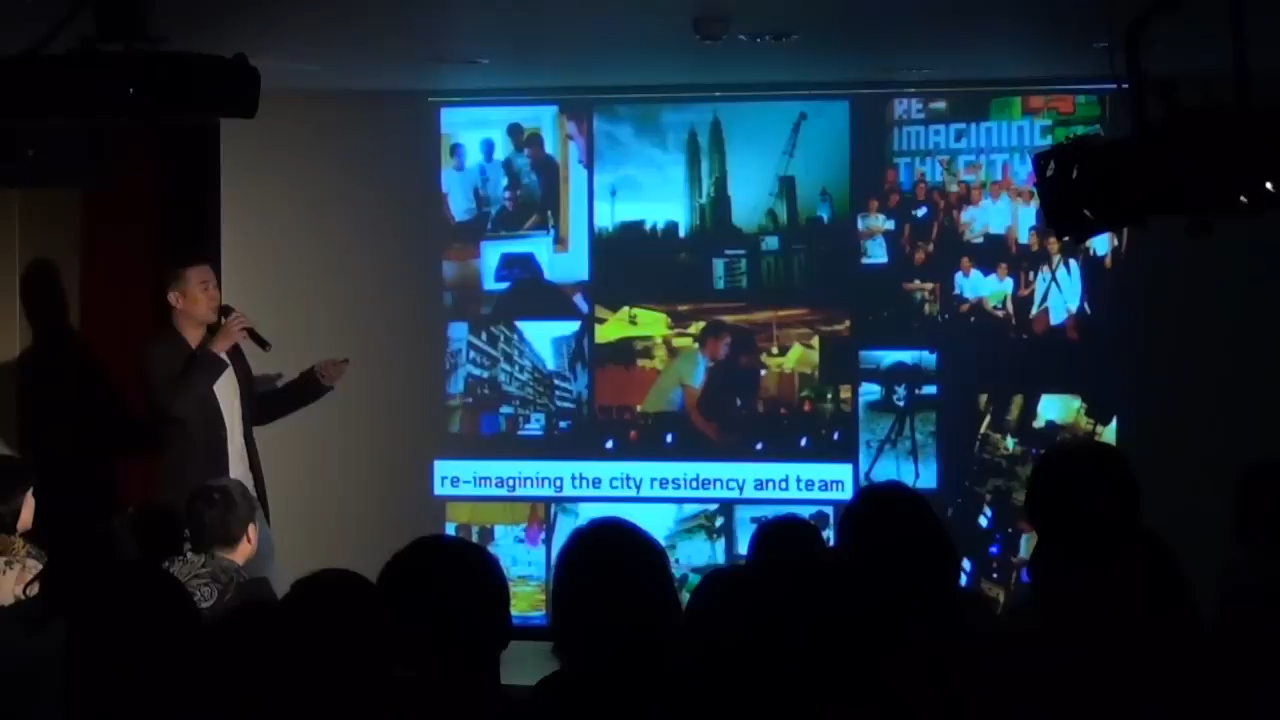 RE-
IMAGINING
THE CITY
re-imagining the city residency and team